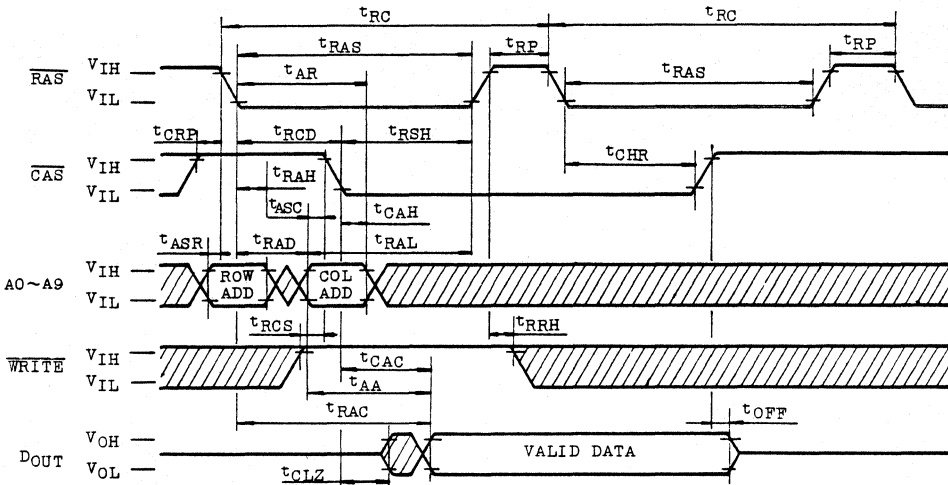 tRC tRC
tRAS tRP tRP
tAR tRAS
RAS VIH
VIL
tCRP tRCD tRSH
CAS VIH tCHR
VIL tRAH
tASC tCAH
tASR tRAD tRAL
A0~A9 VIH ROW ADD COL ADD
VIL
tRCS tRRH
WRITE VIH
VIL tCAC
tAA
tRAC tOFF
DOUT VOH VALID DATA
VOL
tCLZ